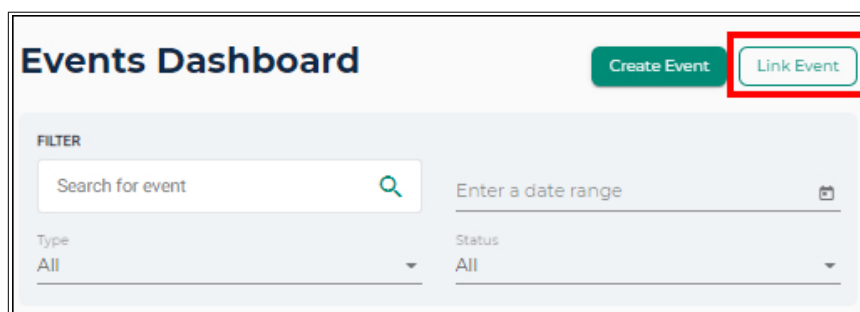 Events Dashboard
Create Event
Link Event
FILTER
Search for event
Enter a date range
Type
Status
All
All